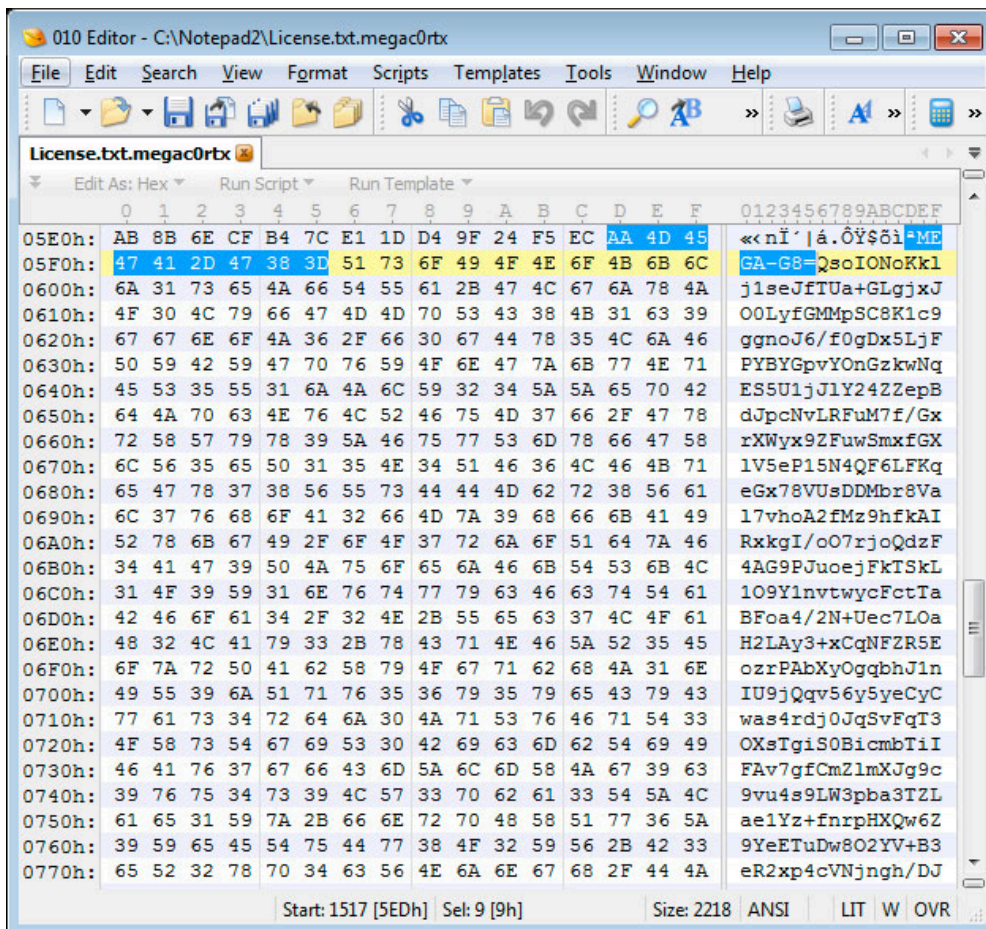 010 Editor - C:\Notepad2\License.txt.megac0rtx
File Edit Search View Format Scripts Templates Tools Window Help
License.txt.megac0rtx
Edit As: Hex Run Script Run Template
0 1 2 3 4 5 6 7 8 9 A B C D E F 0123456789ABCDEF
05E0h: AB 8B 6E CF B4 7C E1 1D D4 9F 24 F5 EC AA 4D 45 «‹nÏ´|á.ÔŸ$õìªME
05F0h: 47 41 2D 47 38 3D 51 73 6F 49 4F 4E 6F 4B 6B 6C GA-G8=QsoIONoKkl
0600h: 6A 31 73 65 4A 66 54 55 61 2B 47 4C 67 6A 78 4A j1seJfTUa+GLgjxJ
0610h: 4F 30 4C 79 66 47 4D 4D 70 53 43 38 4B 31 63 39 O0LyfGMMpSC8K1c9
0620h: 67 67 6E 6F 4A 36 2F 66 30 67 44 78 35 4C 6A 46 ggnoJ6/f0gDx5LjF
0630h: 50 59 42 59 47 70 76 59 4F 6E 47 7A 6B 77 4E 71 PYBYGpvYOnGzkwNq
0640h: 45 53 35 55 31 6A 4A 6C 59 32 34 5A 5A 65 70 42 ES5U1jJlY24ZZepB
0650h: 64 4A 70 63 4E 76 4C 52 46 75 4D 37 66 2F 47 78 dJpcNvLRFuM7f/Gx
0660h: 72 58 57 79 78 39 5A 46 75 77 53 6D 78 66 47 58 rXWyx9ZFuwSmxfGX
0670h: 6C 56 35 65 50 31 35 4E 34 51 46 36 4C 46 4B 71 lV5eP15N4QF6LFKq
0680h: 65 47 78 37 38 56 55 73 44 44 4D 62 72 38 56 61 eGx78VUsDDMbr8Va
0690h: 6C 37 76 68 6F 41 32 66 4D 7A 39 68 66 6B 41 49 l7vhoA2fMz9hfkAI
06A0h: 52 78 6B 67 49 2F 6F 4F 37 72 6A 6F 51 64 7A 46 RxkgI/oO7rjoQdzF
06B0h: 34 41 47 39 50 4A 75 6F 65 6A 46 6B 54 53 6B 4C 4AG9PJuoejFkTSkL
06C0h: 31 4F 39 59 31 6E 76 74 77 79 63 46 63 74 54 61 1O9Y1nvtwycFctTa
06D0h: 42 46 6F 61 34 2F 32 4E 2B 55 65 63 37 4C 4F 61 BFoa4/2N+Uec7LOa
06E0h: 48 32 4C 41 79 33 2B 78 43 71 4E 46 5A 52 35 45 H2LAy3+xCqNFZR5E
06F0h: 6F 7A 72 50 41 62 58 79 4F 67 71 62 68 4A 31 6E ozrPAbXyOgqbhJ1n
0700h: 49 55 39 6A 51 71 76 35 36 79 35 79 65 43 79 43 IU9jQqv56y5yeCyC
0710h: 77 61 73 34 72 64 6A 30 4A 71 53 76 46 71 54 33 was4rdj0JqSvFqT3
0720h: 4F 58 73 54 67 69 53 30 42 69 63 6D 62 54 69 49 OXsTgiS0BicmbTiI
0730h: 46 41 76 37 67 66 43 6D 5A 6C 6D 58 4A 67 39 63 FAv7gfCmZlmXJg9c
0740h: 39 76 75 34 73 39 4C 57 33 70 62 61 33 54 5A 4C 9vu4s9LW3pba3TZL
0750h: 61 65 31 59 7A 2B 66 6E 72 70 48 58 51 77 36 5A ae1Yz+fnrpHXQw6Z
0760h: 39 59 65 45 54 75 44 77 38 4F 32 59 56 2B 42 33 9YeETuDw8O2YV+B3
0770h: 65 52 32 78 70 34 63 56 4E 6A 6E 67 68 2F 44 4A eR2xp4cVNjngh/DJ
Start: 1517 [5EDh] Sel: 9 [9h] Size: 2218 ANSI LIT W OVR